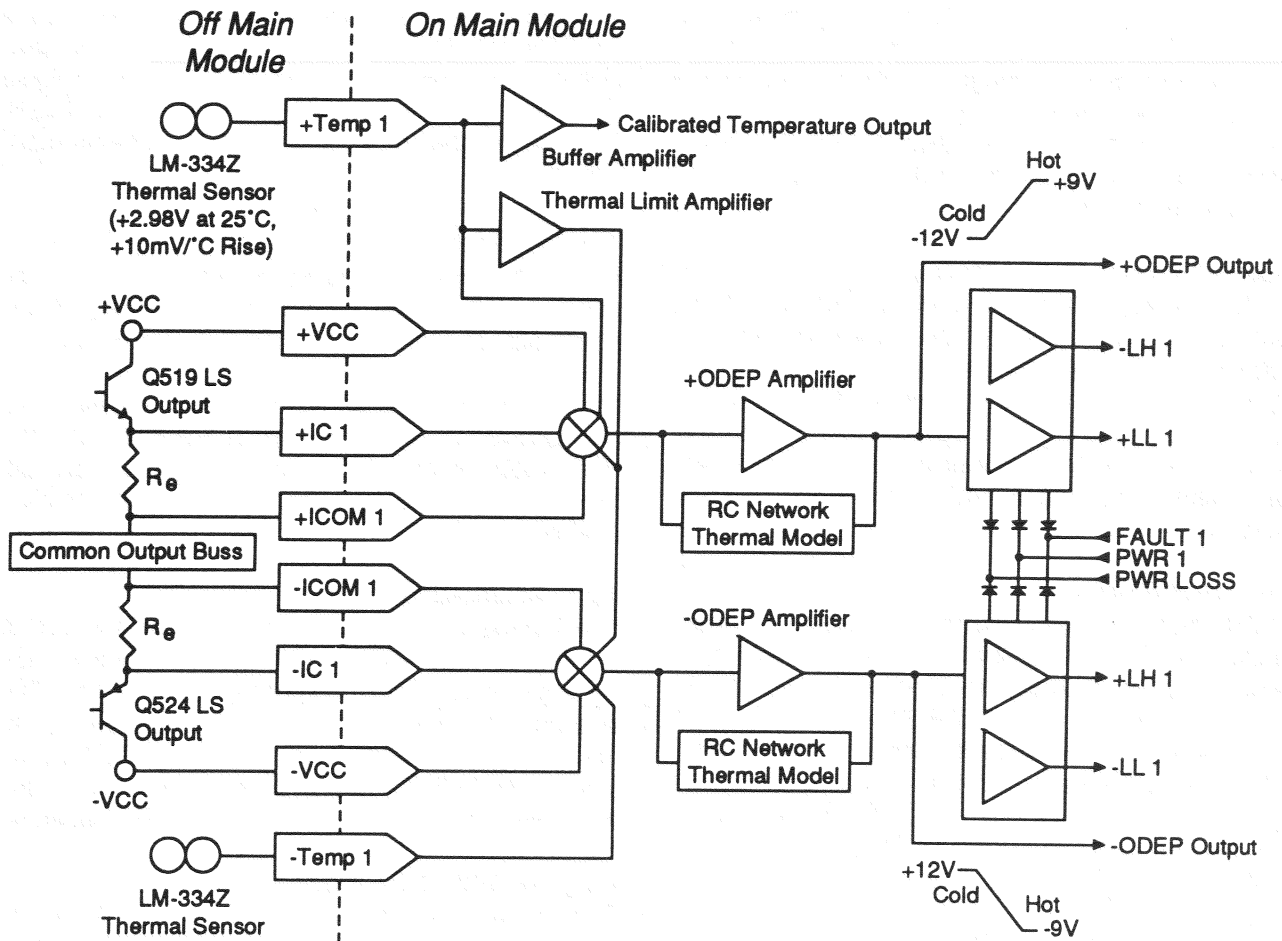 Off Main
Module
On Main Module
+Temp 1
Calibrated Temperature Output
Buffer Amplifier
LM-334Z
Thermal Sensor
(+2.98V at 25°C,
+10mV/°C Rise)
Thermal Limit Amplifier
Hot
+9V
Cold
-12V
+ODEP Output
+VCC
+VCC
-LH 1
Q519 LS
Output
+ODEP Amplifier
+IC 1
+LL 1
Re
RC Network
Thermal Model
+ICOM 1
Common Output Buss
FAULT 1
PWR 1
PWR LOSS
-ICOM 1
Re
-ODEP Amplifier
-IC 1
+LH 1
Q524 LS
Output
RC Network
Thermal Model
-VCC
-LL 1
-VCC
-Temp 1
-ODEP Output
LM-334Z
Thermal Sensor
+12V
Cold
Hot
-9V